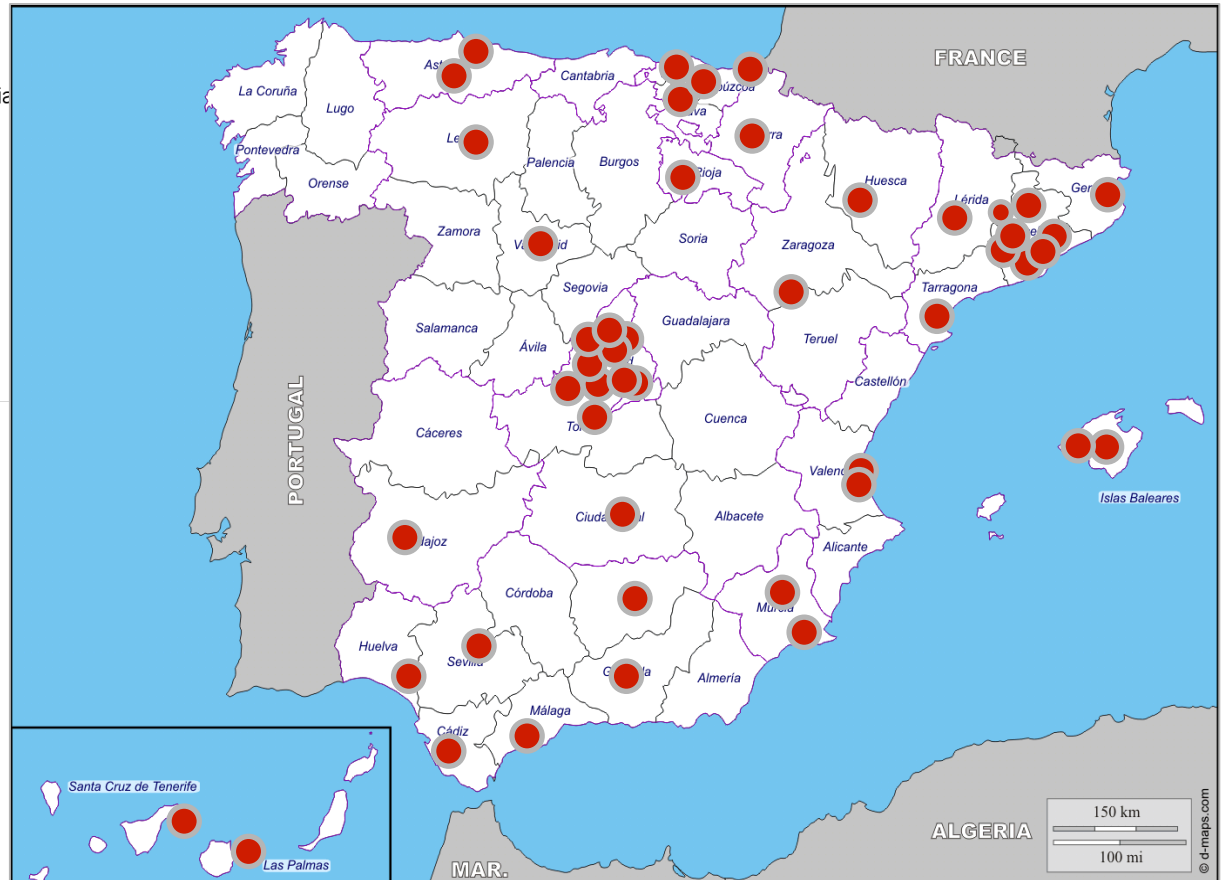 FRANCE
Cantabria
La Coruña
Lugo
Pontevedra
Palencia
Burgos
Orense
Huesca
Lérida
Zamora
Soria
Zaragoza
Segovia
Tarragona
Salamanca
Guadalajara
Ávila
Teruel
Castellón
PORTUGAL
Cáceres
Cuenca
Islas Baleares
Albacete
Alicante
Córdoba
Murcia
Huelva
Sevilla
Almería
Málaga
Cádiz
Santa Cruz de Tenerife
Las Palmas
MAR.
ALGERIA
150 km
100 mi
© d-maps.com